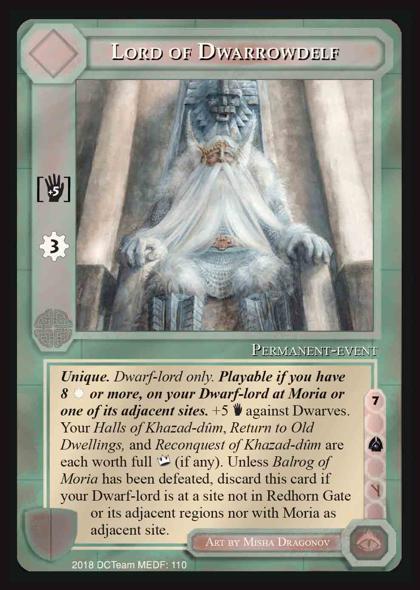 Lord of Dwarrowdelf
[+5]
3
Permanent-event
Unique. Dwarf-lord only. Playable if you have
8 or more, on your Dwarf-lord at Moria or
one of its adjacent sites. +5 against Dwarves.
Your Halls of Khazad-dûm, Return to Old
Dwellings, and Reconquest of Khazad-dûm are
each worth full (if any). Unless Balrog of
Moria has been defeated, discard this card if
your Dwarf-lord is at a site not in Redhorn Gate
or its adjacent regions nor with Moria as
adjacent site.
7
Art by Misha Dragonov
2018 DCTeam MEDF: 110